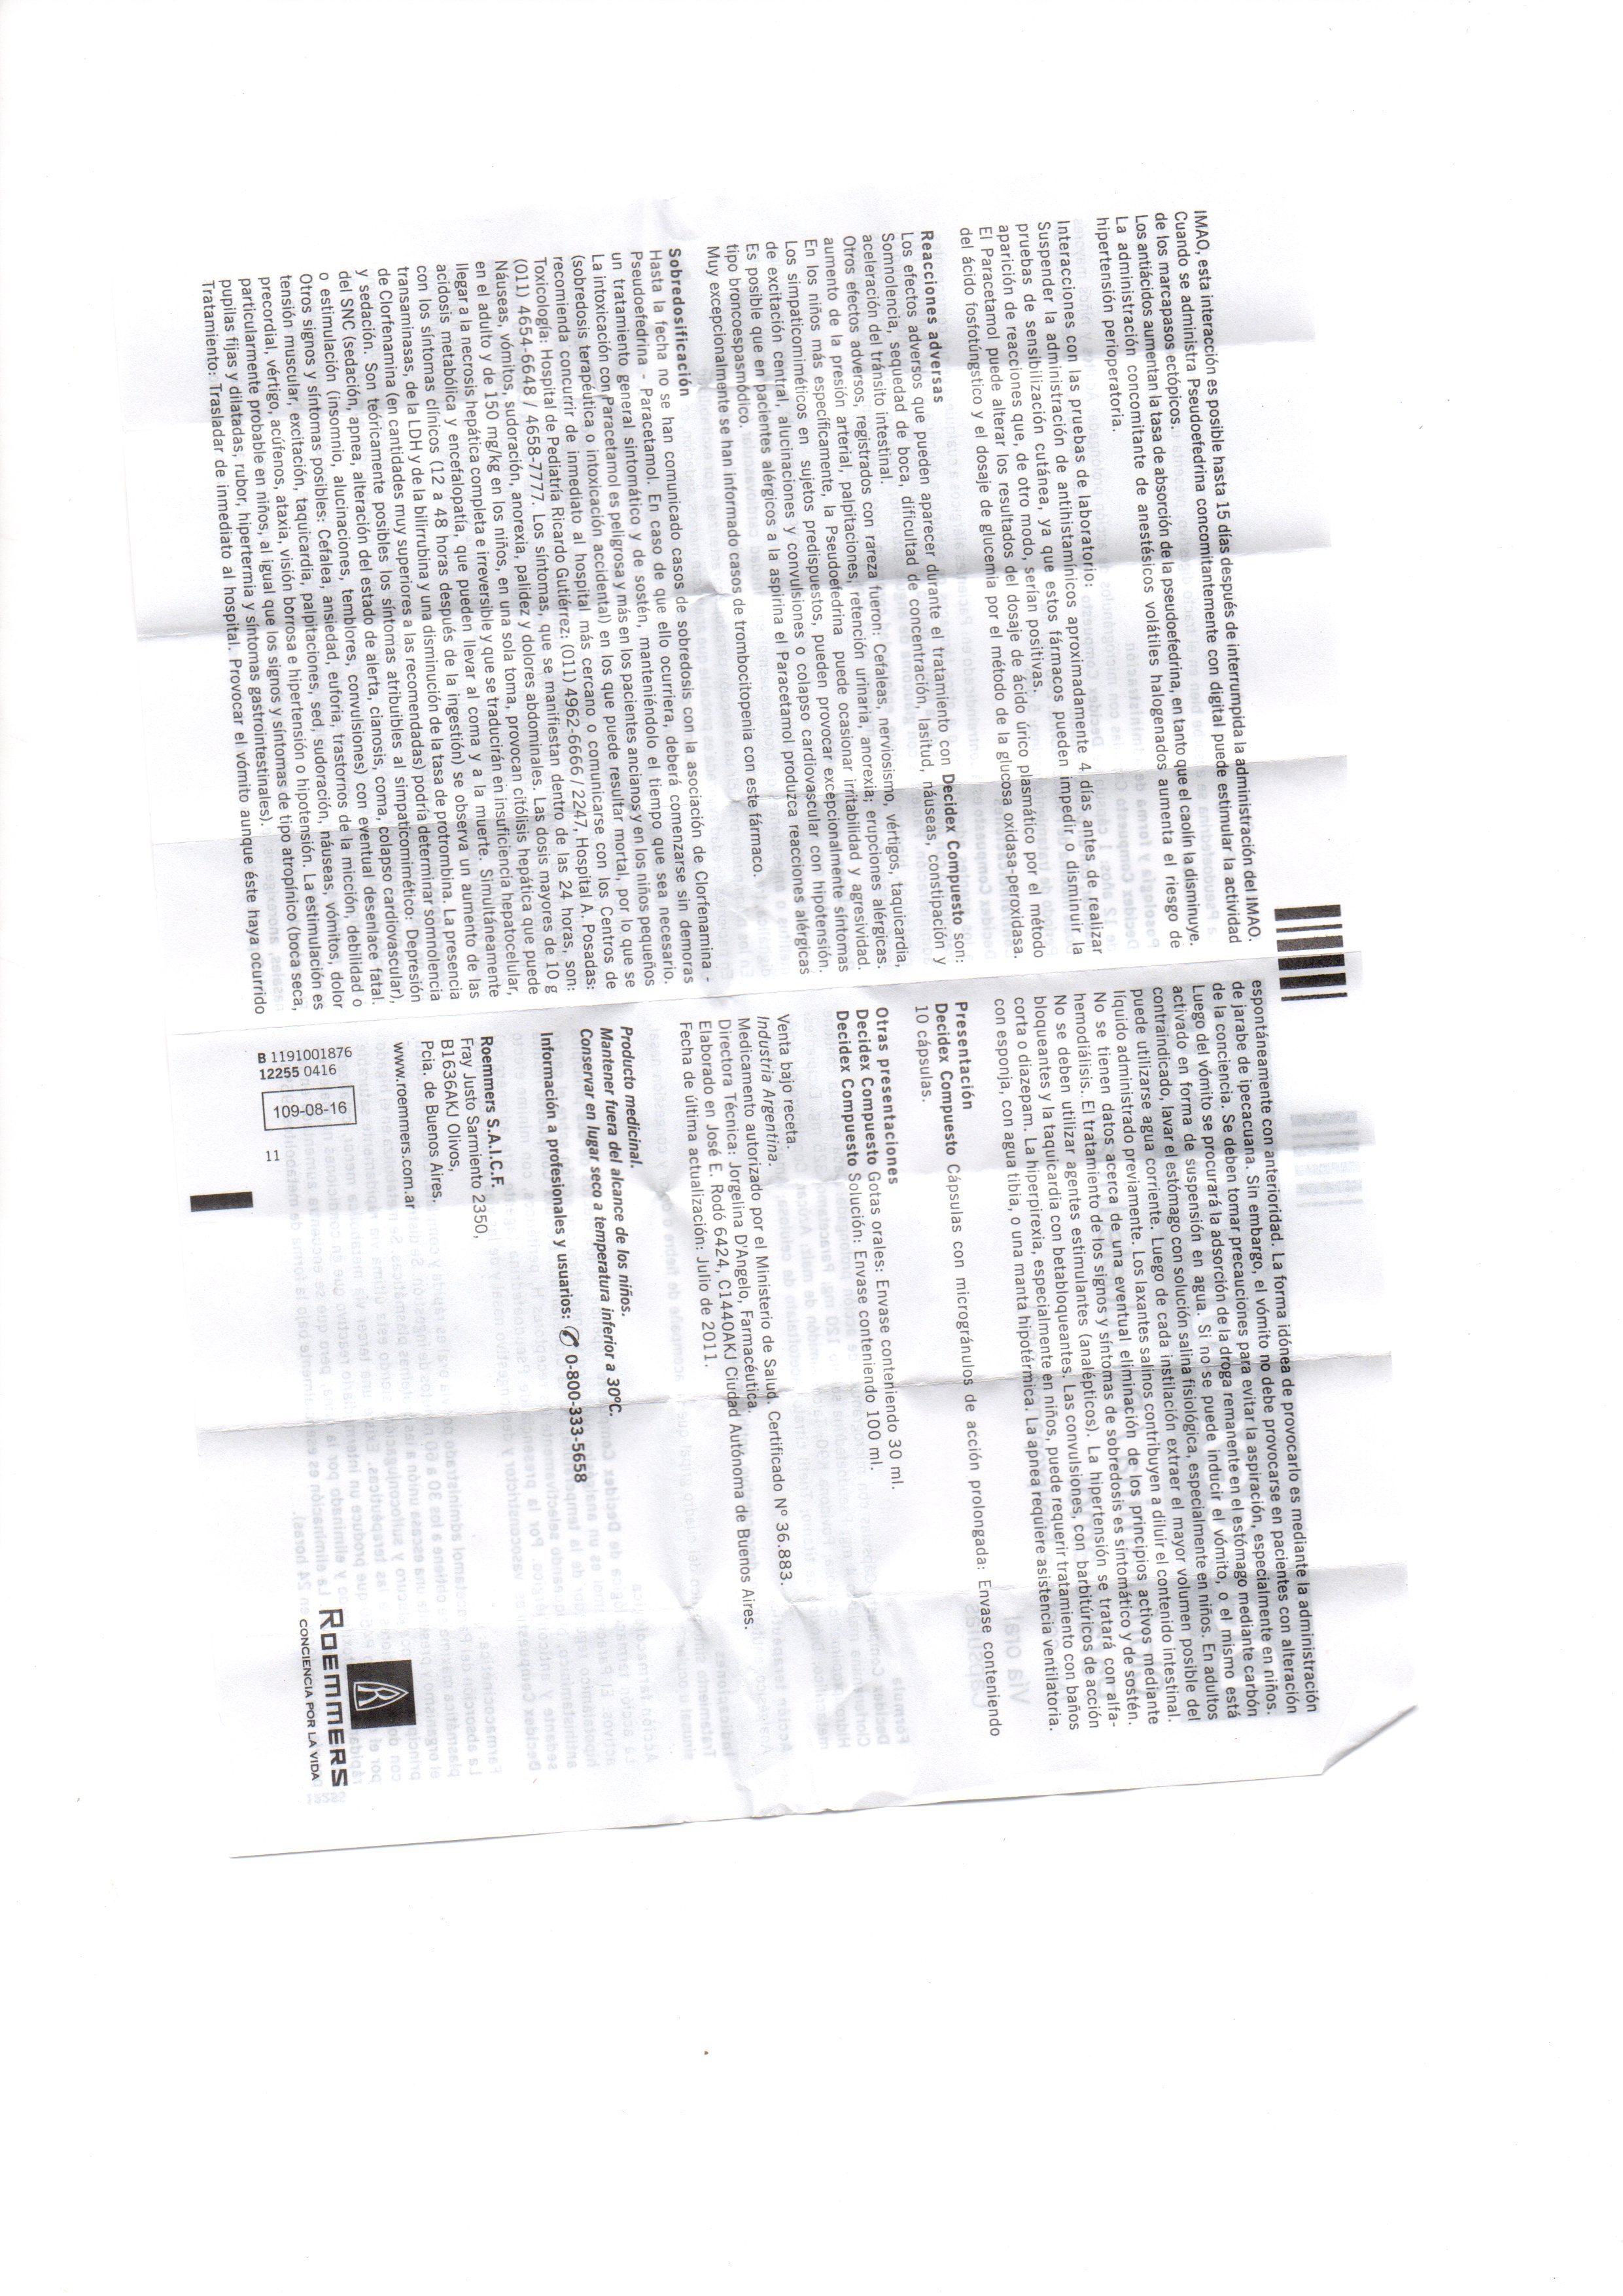 IMAO, esta interacción es posible hasta 15 días después de interrumpida la administración del IMAO.
Cuando se administra Pseudoefedrina concomitantemente con digital puede estimular la actividad
de los marcapasos ectópicos.
Los antiácidos aumentan la tasa de absorción de la pseudoefedrina, en tanto que el caolín la disminuye.
La administración concomitante de anestésicos volátiles halogenados aumenta el riesgo de
hipertensión perioperatoria.
Interacciones con las pruebas de laboratorio:
Suspender la administración de antihistamínicos aproximadamente 4 días antes de realizar
pruebas de sensibilización cutánea, ya que estos fármacos pueden impedir o disminuir la
aparición de reacciones que, de otro modo, serían positivas.
El Paracetamol puede alterar los resultados del dosaje de ácido úrico plasmático por el método
del ácido fosfotúngstico y el dosaje de glucemia por el método de la glucosa oxidasa-peroxidasa.
Reacciones adversas
Los efectos adversos que pueden aparecer durante el tratamiento con Decidex Compuesto son:
Somnolencia, sequedad de boca, dificultad de concentración, lasitud, náuseas, constipación y
aceleración del tránsito intestinal.
Otros efectos adversos, registrados con rareza fueron: Cefaleas, nerviosismo, vértigos, taquicardia,
aumento de la presión arterial, palpitaciones, retención urinaria, anorexia; erupciones alérgicas.
En los niños más específicamente, la Pseudoefedrina puede ocasionar irritabilidad y agresividad.
Los simpaticomiméticos en sujetos predispuestos, pueden provocar excepcionalmente síntomas
de excitación central, alucinaciones y convulsiones o colapso cardiovascular con hipotensión.
Es posible que en pacientes alérgicos a la aspirina el Paracetamol produzca reacciones alérgicas
tipo broncoespasmódico.
Muy excepcionalmente se han informado casos de trombocitopenia con este fármaco.
Sobredosificación
Hasta la fecha no se han comunicado casos de sobredosis con la asociación de Clorfenamina -
Pseudoefedrina - Paracetamol. En caso de que ello ocurriera, deberá comenzarse sin demoras
un tratamiento general sintomático y de sostén, manteniéndolo el tiempo que sea necesario.
La intoxicación con Paracetamol es peligrosa y más en los pacientes ancianos y en los niños pequeños
(sobredosis terapéutica o intoxicación accidental) en los que puede resultar mortal, por lo que se
recomienda concurrir de inmediato al hospital más cercano o comunicarse con los Centros de
Toxicología: Hospital de Pediatría Ricardo Gutiérrez: (011) 4962-6666 / 2247, Hospital A. Posadas:
(011) 4654-6648 / 4658-7777. Los síntomas, que se manifiestan dentro de las 24 horas, son:
Náuseas, vómitos, sudoración, anorexia, palidez y dolores abdominales. Las dosis mayores de 10 g
en el adulto y de 150 mg/kg en los niños, en una sola toma, provocan citólisis hepática que puede
llegar a la necrosis hepática completa e irreversible y que se traducirán en insuficiencia hepatocelular,
acidosis metabólica y encefalopatía, que pueden llevar al coma y a la muerte. Simultáneamente
con los síntomas clínicos (12 a 48 horas después de la ingestión) se observa un aumento de las
transaminasas, de la LDH y de la bilirrubina y una disminución de la tasa de protrombina. La presencia
de Clorfenamina (en cantidades muy superiores a las recomendadas) podría determinar somnolencia
y sedación. Son teóricamente posibles los síntomas atribuibles al simpaticomimético: Depresión
del SNC (sedación, apnea, alteración del estado de alerta, cianosis, coma, colapso cardiovascular),
o estimulación (insomnio, alucinaciones, temblores, convulsiones) con eventual desenlace fatal.
Otros signos y síntomas posibles: Cefalea, ansiedad, euforia, trastornos de la micción, debilidad o
tensión muscular, excitación, taquicardia, palpitaciones, sed, sudoración, náuseas, vómitos, dolor
precordial, vértigo, acúfenos, ataxia, visión borrosa e hipertensión o hipotensión. La estimulación es
particularmente probable en niños, al igual que los signos y síntomas de tipo atropínico (boca seca,
pupilas fijas y dilatadas, rubor, hipertermia y síntomas gastrointestinales).
Tratamiento: Trasladar de inmediato al hospital. Provocar el vómito aunque éste haya ocurrido
espontáneamente con anterioridad. La forma idónea de provocarlo es mediante la administración
de jarabe de ipecacuana. Sin embargo, el vómito no debe provocarse en pacientes con alteración
de la conciencia. Se deben tomar precauciones para evitar la aspiración, especialmente en niños.
Luego del vómito se procurará la adsorción de la droga remanente en el estómago mediante carbón
activado en forma de suspensión en agua. Si no se puede inducir el vómito, o el mismo está
contraindicado, lavar el estómago con solución salina fisiológica, especialmente en niños. En adultos
puede utilizarse agua corriente. Luego de cada instilación extraer el mayor volumen posible del
líquido administrado previamente. Los laxantes salinos contribuyen a diluir el contenido intestinal.
No se tienen datos acerca de una eventual eliminación de los principios activos mediante
hemodiálisis. El tratamiento de los signos y síntomas de sobredosis es sintomático y de sostén.
No se deben utilizar agentes estimulantes (analépticos). La hipertensión se tratará con alfa-
bloqueantes y la taquicardia con betabloqueantes. Las convulsiones, con barbitúricos de acción
corta o diazepam. La hiperpirexia, especialmente en niños, puede requerir tratamiento con baños
con esponja, con agua tibia, o una manta hipotérmica. La apnea requiere asistencia ventilatoria.
Presentación
Decidex Compuesto Cápsulas con microgránulos de acción prolongada: Envase conteniendo
10 cápsulas.
Otras presentaciones
Decidex Compuesto Gotas orales: Envase conteniendo 30 ml.
Decidex Compuesto Solución: Envase conteniendo 100 ml.
Venta bajo receta.
Industria Argentina.
Medicamento autorizado por el Ministerio de Salud. Certificado Nº 36.883.
Directora Técnica: Jorgelina D'Angelo, Farmacéutica.
Elaborado en José E. Rodó 6424, C1440AKJ Ciudad Autónoma de Buenos Aires.
Fecha de última actualización: Julio de 2011.
Producto medicinal.
Mantener fuera del alcance de los niños.
Conservar en lugar seco a temperatura inferior a 30ºC.
Información a profesionales y usuarios: 0-800-333-5658
Roemmers S.A.I.C.F.
Fray Justo Sarmiento 2350,
B1636AKJ Olivos,
Pcia. de Buenos Aires.
www.roemmers.com.ar
B 1191001876
12255 0416
109-08-16
11
ROEMMERS
CONCIENCIA POR LA VIDA